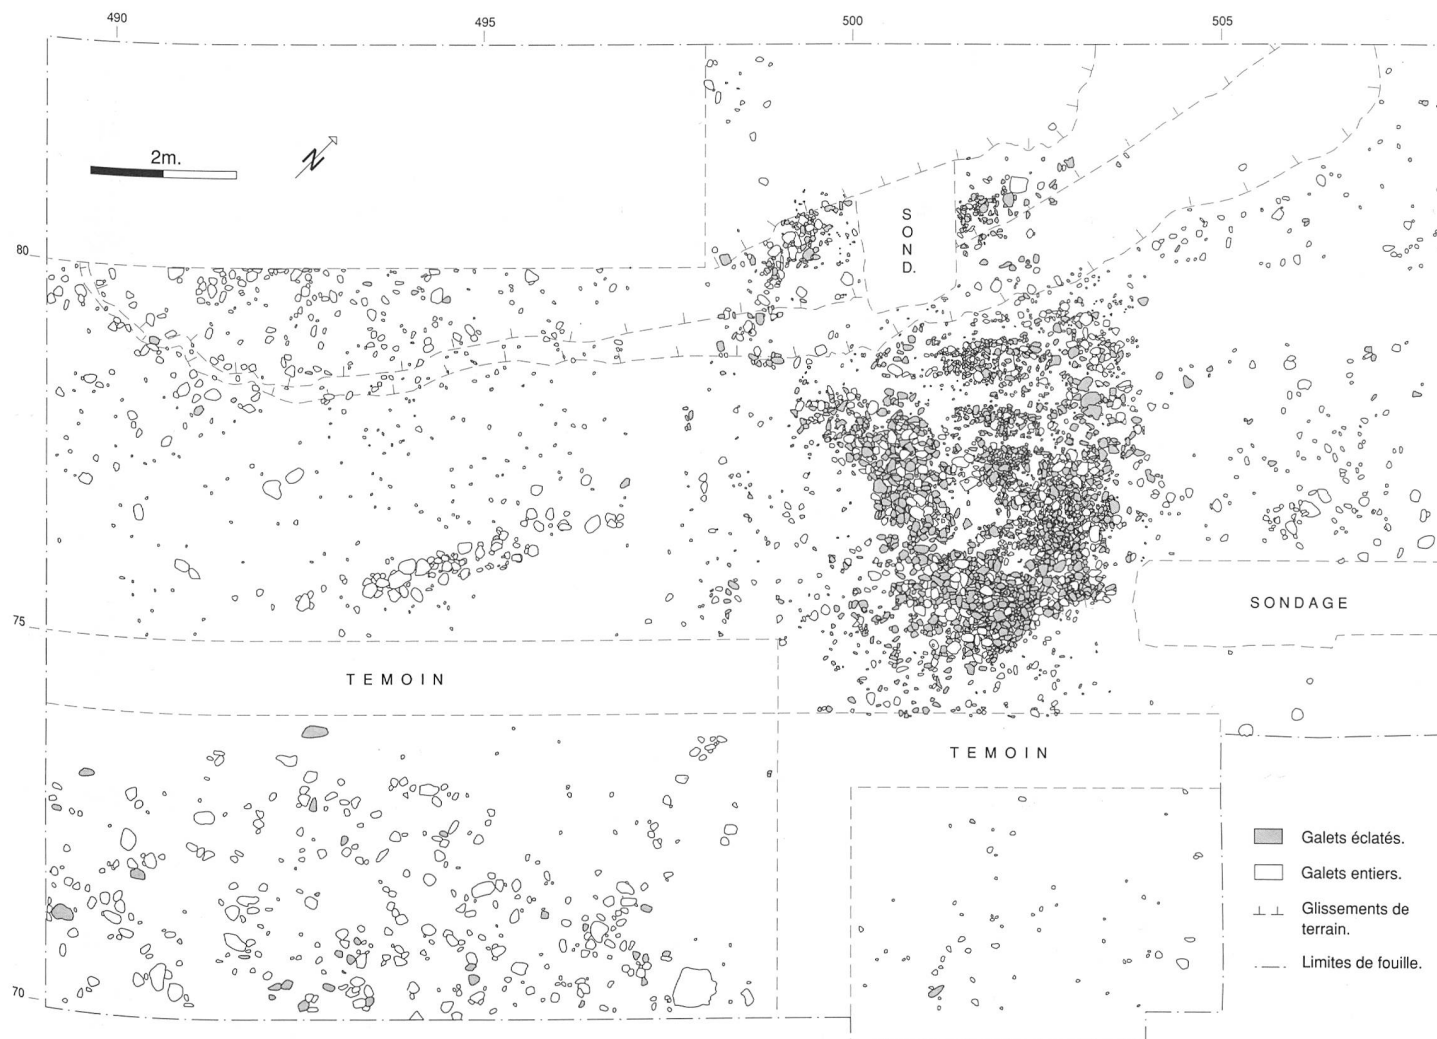 490
495
500
505
2m.
N
80
S
O
N
D.
75
SONDAGE
TEMOIN
TEMOIN
Galets éclatés.
Galets entiers.
Glissements de
terrain.
Limites de fouille.
70